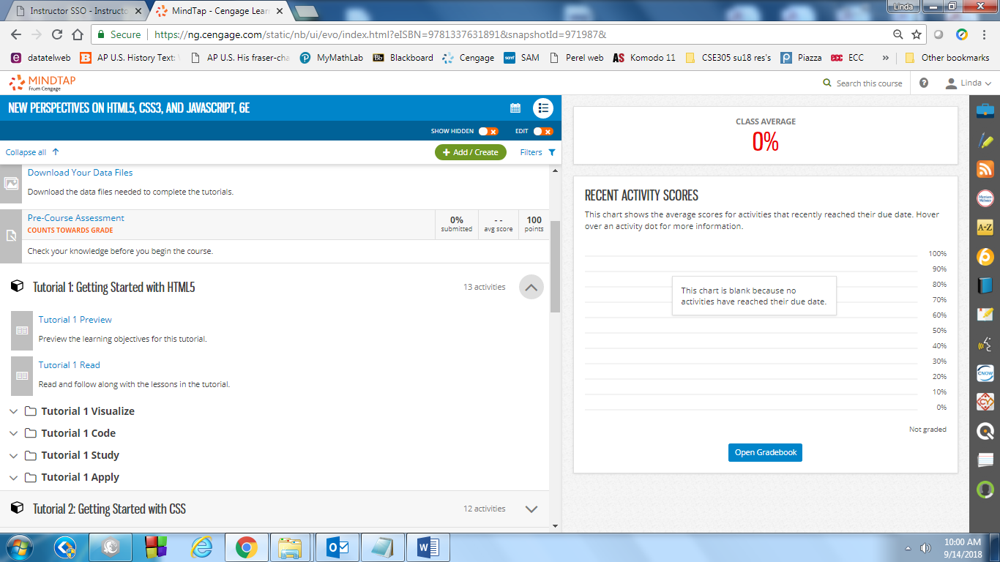 Instructor SSO - Instructo
MindTap - Cengage Lear
Linda
Secure
https://ng.cengage.com/static/nb/ui/evo/index.html?eISBN=9781337631891&snapshotId=971987&
datatelweb
AP U.S. History Text:
AP U.S. His fraser-cha
MyMathLab
Bb Blackboard
Cengage
sam SAM
Perel web
AS Komodo 11
CSE305 su18 res's
Piazza
ecc ECC
»
Other bookmarks
MINDTAP
From Cengage
Search this course
Linda
NEW PERSPECTIVES ON HTML5, CSS3, AND JAVASCRIPT, 6E
SHOW HIDDEN
EDIT
Collapse all
+ Add / Create
Filters
Download Your Data Files
Download the data files needed to complete the tutorials.
Pre-Course Assessment
COUNTS TOWARDS GRADE
0%
submitted
- -
avg score
100
points
Check your knowledge before you begin the course.
Tutorial 1: Getting Started with HTML5
13 activities
Tutorial 1 Preview
Preview the learning objectives for this tutorial.
Tutorial 1 Read
Read and follow along with the lessons in the tutorial.
Tutorial 1 Visualize
Tutorial 1 Code
Tutorial 1 Study
Tutorial 1 Apply
Tutorial 2: Getting Started with CSS
12 activities
CLASS AVERAGE
0%
RECENT ACTIVITY SCORES
This chart shows the average scores for activities that recently reached their due date. Hover
over an activity dot for more information.
100%
90%
80%
70%
60%
50%
40%
30%
20%
10%
0%
This chart is blank because no
activities have reached their due date.
Not graded
Open Gradebook
A-Z
CNOW
CY
10:00 AM
9/14/2018